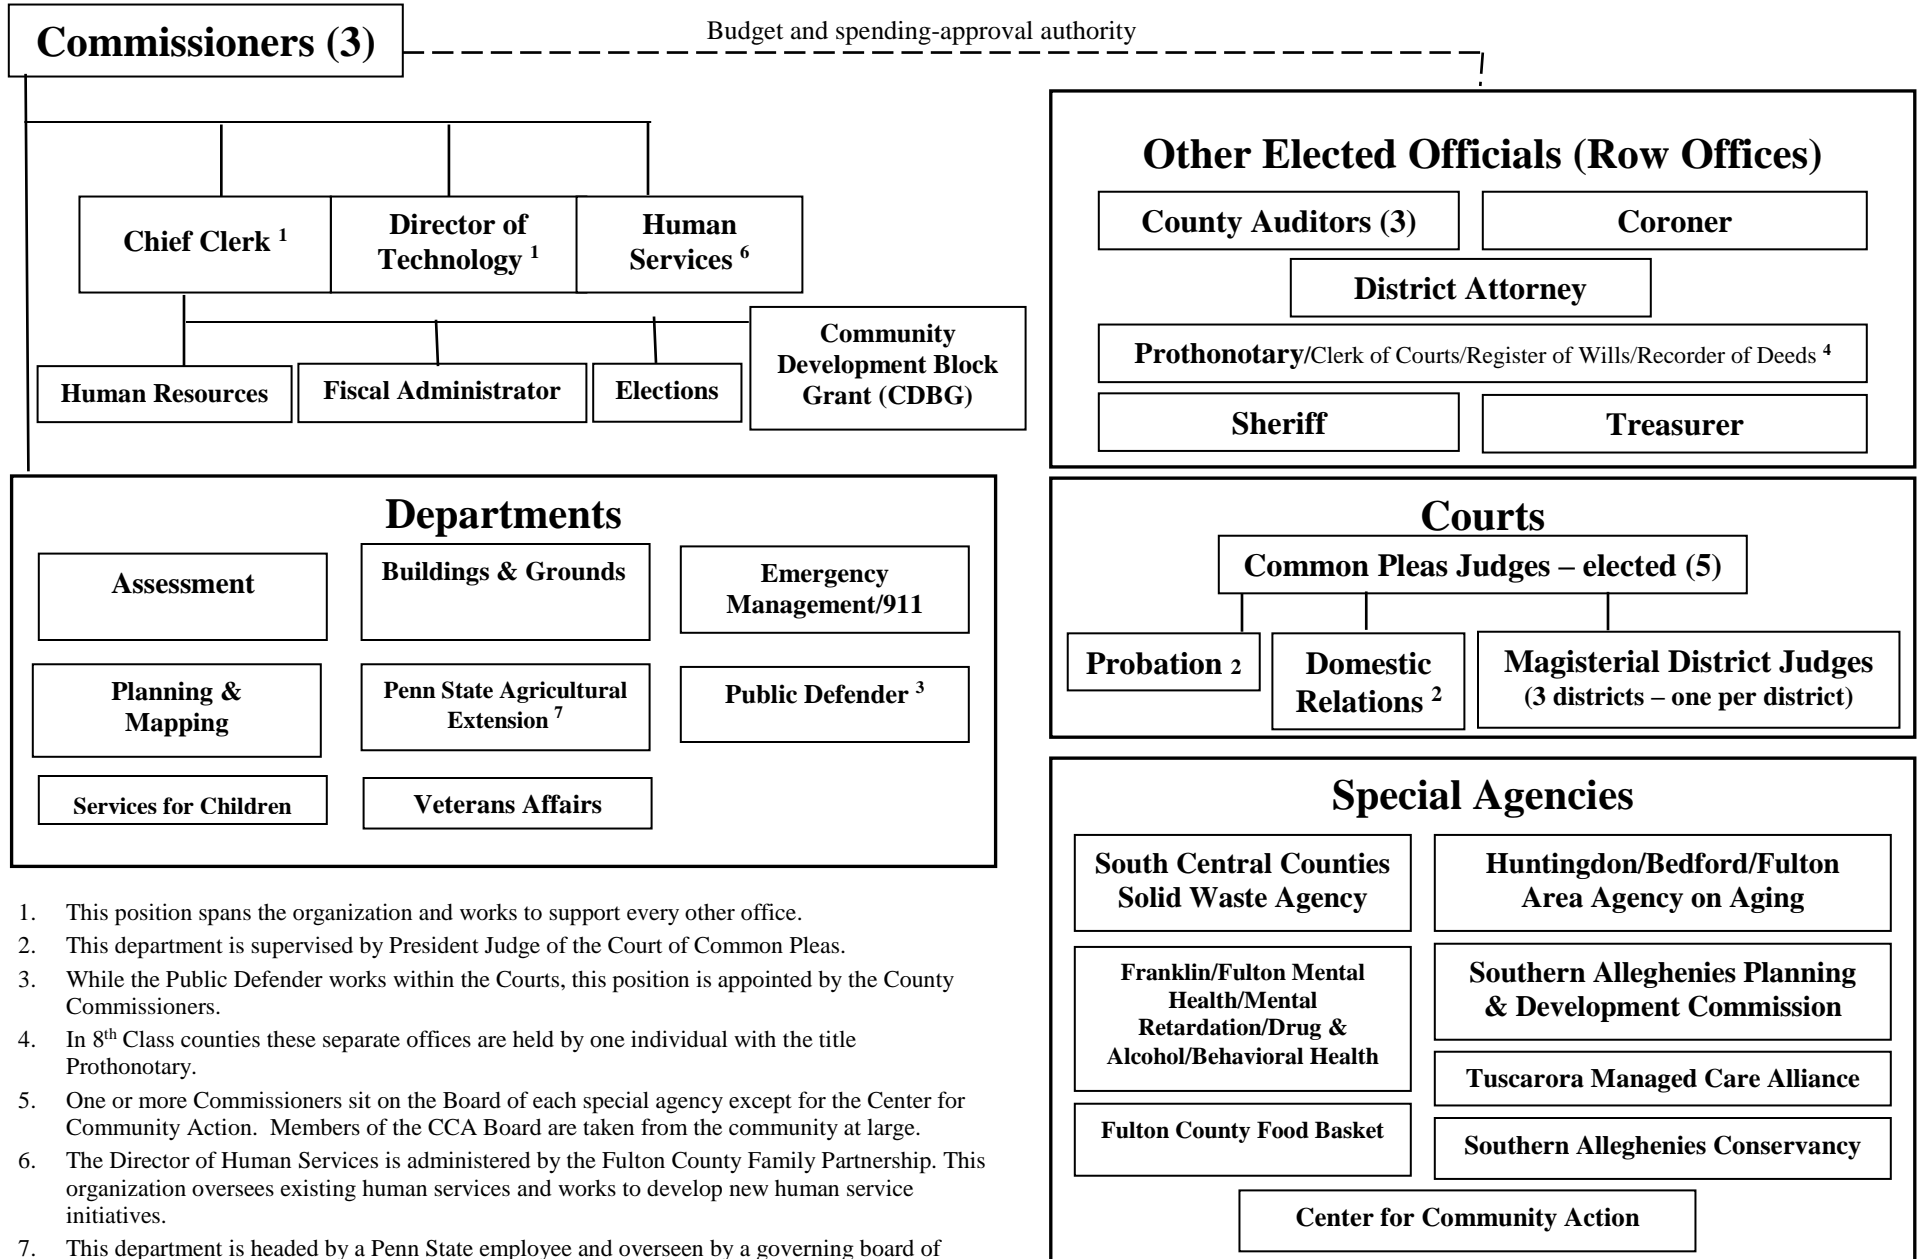 Commissioners (3)
Budget and spending-approval authority
Chief Clerk 1
Director of
Technology 1
Human
Services 6
Human Resources
Fiscal Administrator
Elections
Community
Development Block
Grant (CDBG)
Other Elected Officials (Row Offices)
County Auditors (3)
Coroner
District Attorney
Prothonotary/Clerk of Courts/Register of Wills/Recorder of Deeds 4
Sheriff
Treasurer
Departments
Assessment
Buildings & Grounds
Emergency
Management/911
Planning &
Mapping
Penn State Agricultural
Extension 7
Public Defender 3
Services for Children
Veterans Affairs
Courts
Common Pleas Judges – elected (5)
Probation 2
Domestic
Relations 2
Magisterial District Judges
(3 districts – one per district)
Special Agencies
South Central Counties
Solid Waste Agency
Huntingdon/Bedford/Fulton
Area Agency on Aging
Franklin/Fulton Mental
Health/Mental
Retardation/Drug &
Alcohol/Behavioral Health
Southern Alleghenies Planning
& Development Commission
Tuscarora Managed Care Alliance
Fulton County Food Basket
Southern Alleghenies Conservancy
Center for Community Action
1. This position spans the organization and works to support every other office.
2. This department is supervised by President Judge of the Court of Common Pleas.
3. While the Public Defender works within the Courts, this position is appointed by the County
Commissioners.
4. In 8th Class counties these separate offices are held by one individual with the title
Prothonotary.
5. One or more Commissioners sit on the Board of each special agency except for the Center for
Community Action. Members of the CCA Board are taken from the community at large.
6. The Director of Human Services is administered by the Fulton County Family Partnership. This
organization oversees existing human services and works to develop new human service
initiatives.
7. This department is headed by a Penn State employee and overseen by a governing board of